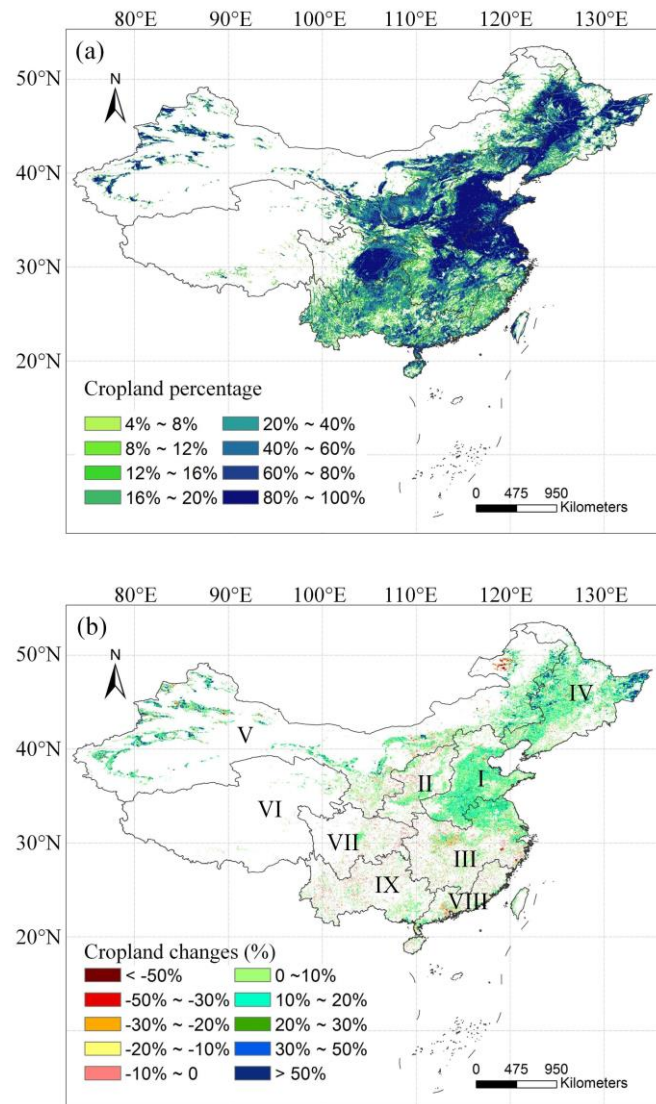 (a)
80°E 90°E 100°E 110°E 120°E 130°E
50°N
40°N
30°N
20°N
N
Cropland percentage
4% ~ 8% 20% ~ 40%
8% ~ 12% 40% ~ 60%
12% ~ 16% 60% ~ 80%
16% ~ 20% 80% ~ 100%
0 475 950
Kilometers
80°E 90°E 100°E 110°E 120°E 130°E
(b)
50°N
40°N
30°N
20°N
N
IV
V
I
II
VI
VII
III
IX
VIII
Cropland changes (%)
< -50% 0 ~10%
-50% ~ -30% 10% ~ 20%
-30% ~ -20% 20% ~ 30%
-20% ~ -10% 30% ~ 50%
-10% ~ 0 > 50%
0 475 950
Kilometers